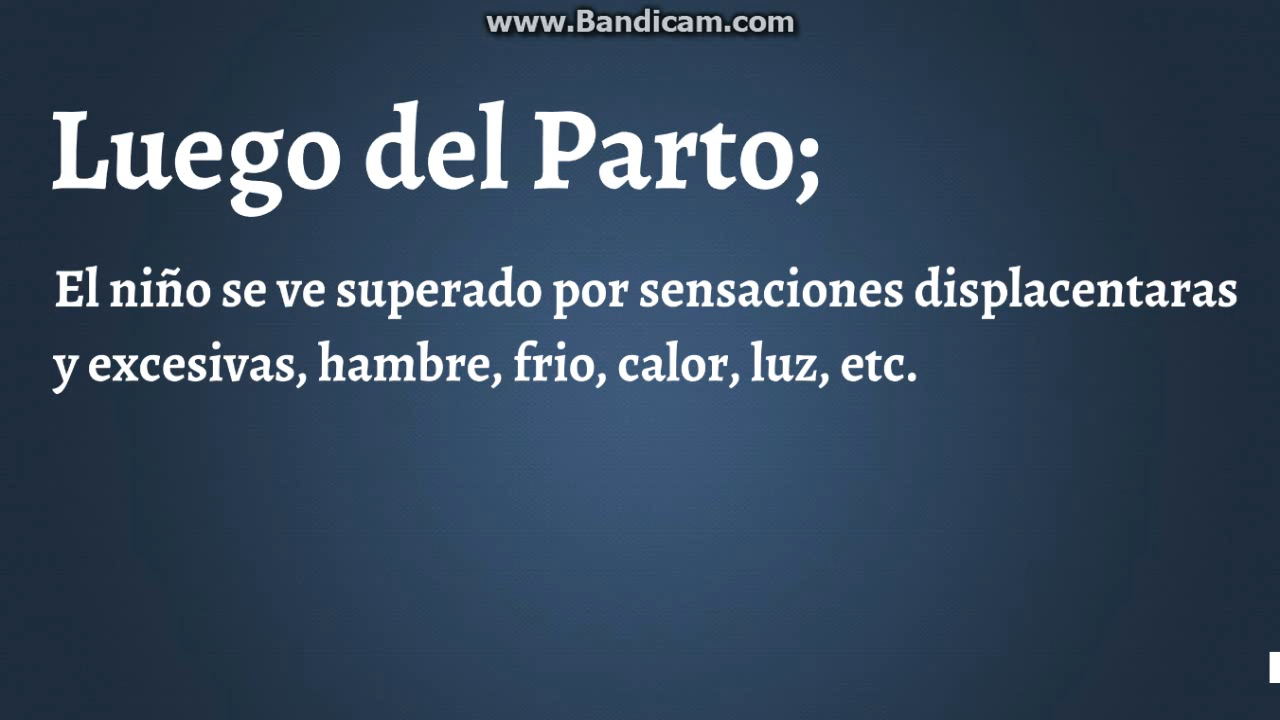 www.Bandicam.com
Luego del Parto;
El niño se ve superado por sensaciones displacentaras
y excesivas, hambre, frio, calor, luz, etc.